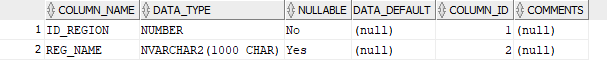 COLUMN_NAME DATA_TYPE NULLABLE DATA_DEFAULT COLUMN_ID COMMENTS
1 ID_REGION NUMBER No (null) 1 (null)
2 REG_NAME NVARCHAR2(1000 CHAR) Yes (null) 2 (null)